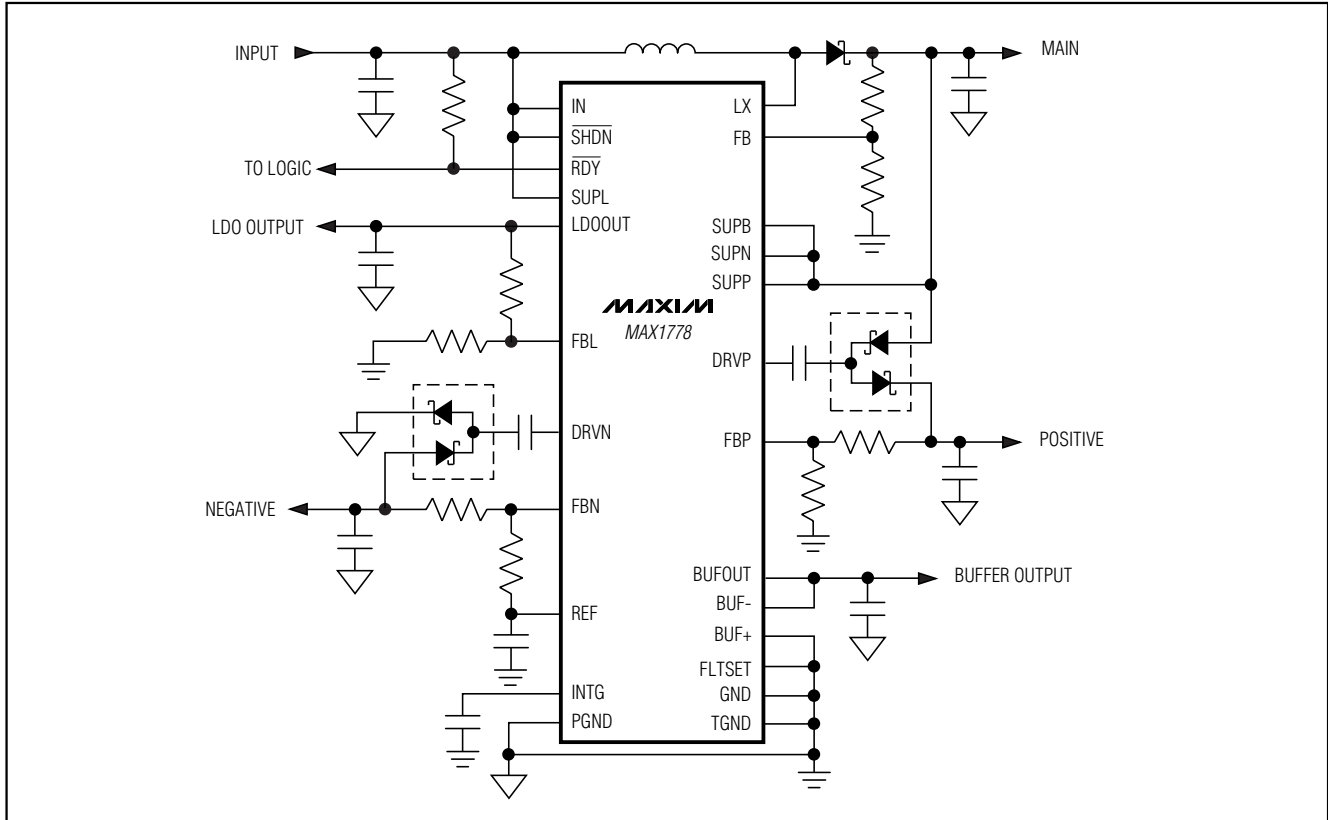 INPUT
MAIN
IN
LX
SHDN
FB
TO LOGIC
RDY
SUPL
LDO OUTPUT
LDOOUT
SUPB
SUPN
SUPP
MAXIM
MAX1778
FBL
DRVP
DRVN
FBP
POSITIVE
NEGATIVE
FBN
BUFOUT
BUFFER OUTPUT
BUF-
REF
BUF+
FLTSET
INTG
GND
PGND
TGND